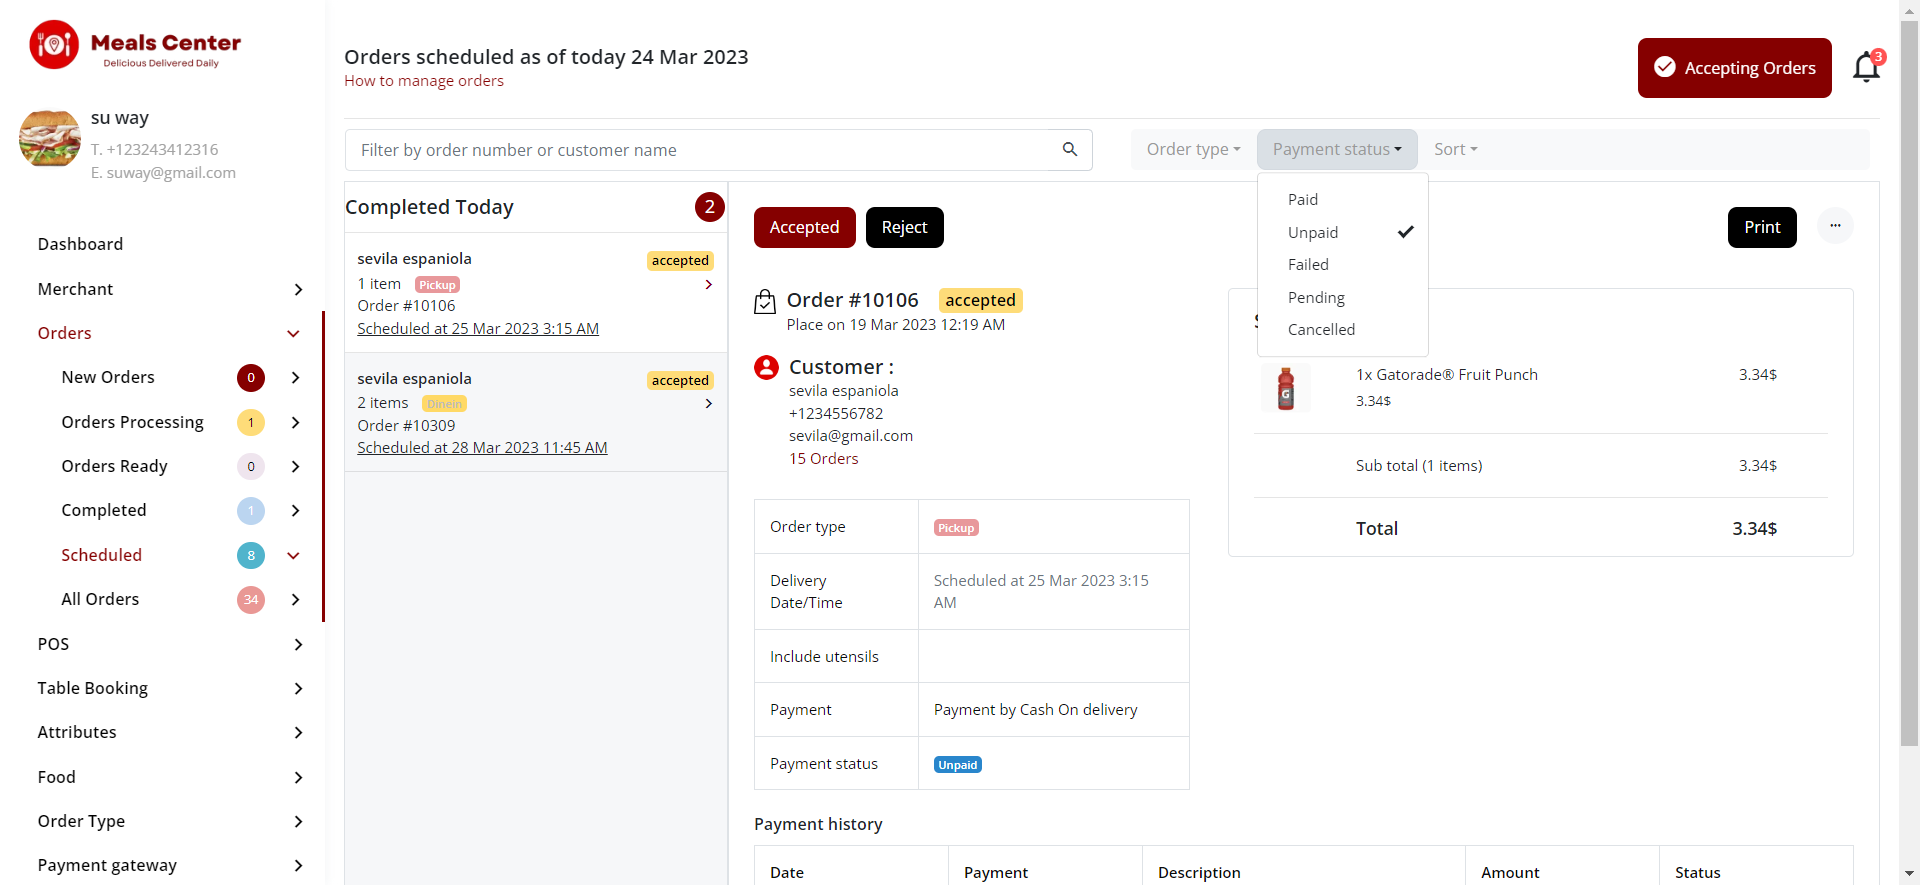 Meals Center
Delicious Delivered Daily
su way
T. +123243412316
E. suway@gmail.com
Dashboard
Merchant
Orders
New Orders 0
Orders Processing 1
Orders Ready 0
Completed 1
Scheduled 8
All Orders 34
POS
Table Booking
Attributes
Food
Order Type
Payment gateway
Orders scheduled as of today 24 Mar 2023
How to manage orders
Accepting Orders
3
Filter by order number or customer name
Order type
Payment status
Sort
Paid
Unpaid
Failed
Pending
Cancelled
Completed Today 2
sevila espaniola accepted
1 item Pickup
Order #10106
Scheduled at 25 Mar 2023 3:15 AM
sevila espaniola accepted
2 items Dinein
Order #10309
Scheduled at 28 Mar 2023 11:45 AM
Accepted Reject
Print
Order #10106 accepted
Place on 19 Mar 2023 12:19 AM
Customer :
sevila espaniola
+1234556782
sevila@gmail.com
15 Orders
Order type Pickup
Delivery Date/Time Scheduled at 25 Mar 2023 3:15
AM
Include utensils
Payment Payment by Cash On delivery
Payment status Unpaid
1x Gatorade® Fruit Punch 3.34$
3.34$
Sub total (1 items) 3.34$
Total 3.34$
Payment history
Date Payment Description Amount Status